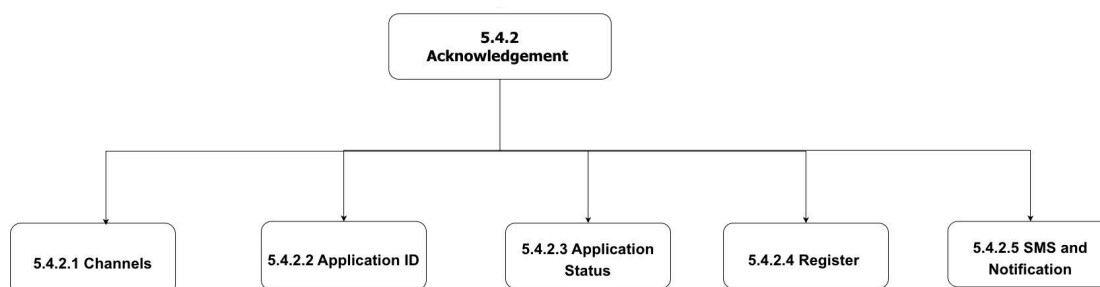 5.4.2
Acknowledgement
5.4.2.1 Channels
5.4.2.2 Application ID
5.4.2.3 Application
Status
5.4.2.4 Register
5.4.2.5 SMS and
Notification